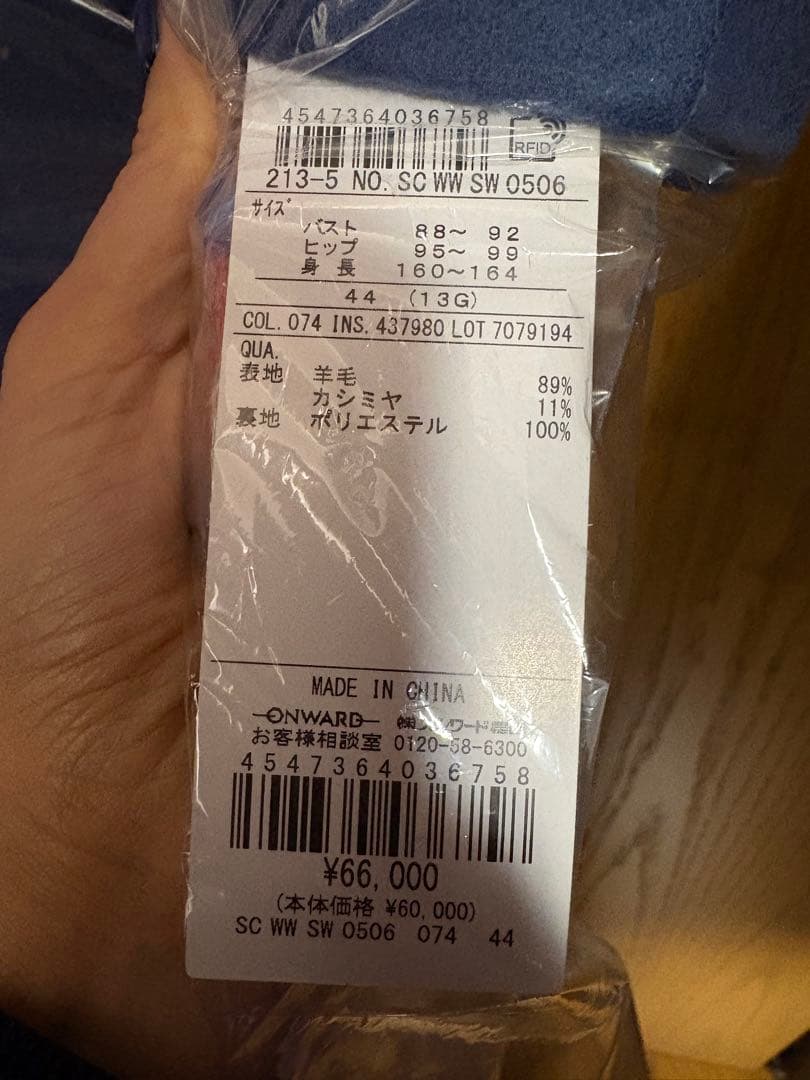 4547364036758
RFID
213-5 NO. SC WW SW 0506
サイズ
バスト 88～ 92
ヒップ 95～ 99
身長 160～164
44 (13G)
COL. 074 INS. 437980 LOT 7079194
QUA.
表地 羊毛 89%
カシミヤ 11%
裏地 ポリエステル 100%
MADE IN CHINA
ONWARD ㈱
お客様相談室 0120-58-6300
4547364036758
¥66,000
(本体価格 ¥60,000)
SC WW SW 0506 074 44